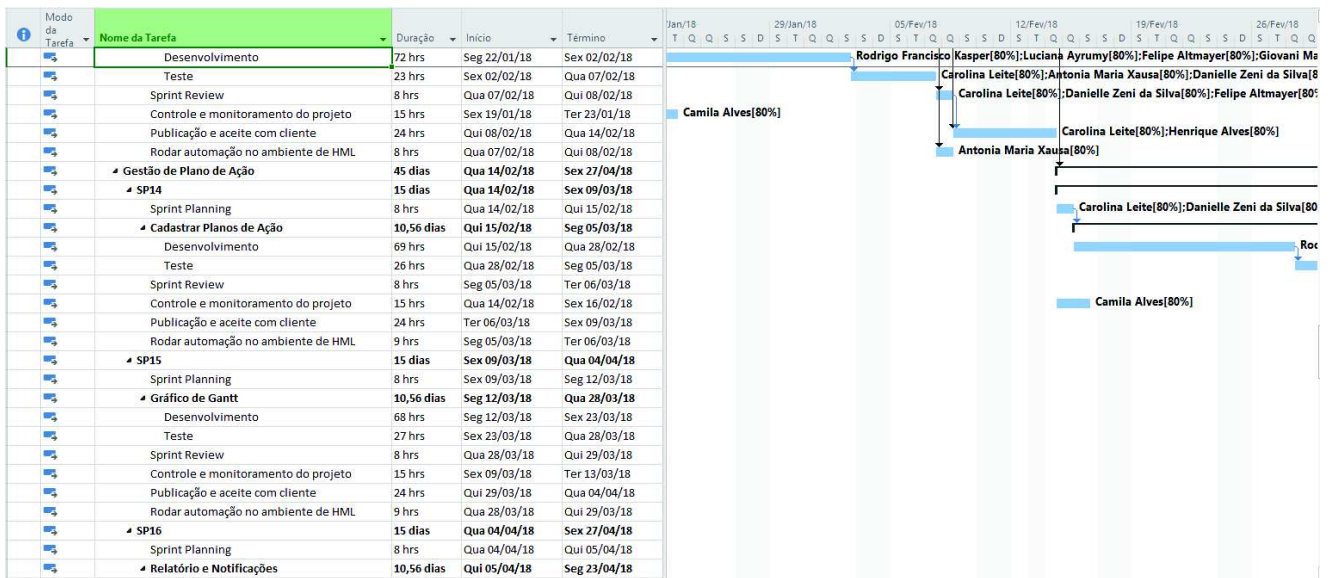 Modo da Tarefa Nome da Tarefa Duração Início Término
Jan/18 29/Jan/18 05/Fev/18 12/Fev/18 19/Fev/18 26/Fev/18
T Q Q S S D S T Q Q S S D S T Q Q S S D S T Q Q S S D S T Q Q S S D S T Q Q
Desenvolvimento 72 hrs Seg 22/01/18 Sex 02/02/18 Rodrigo Francisco Kasper[80%];Luciana Ayrumy[80%];Felipe Altmayer[80%];Giovani Ma
Teste 23 hrs Sex 02/02/18 Qua 07/02/18 Carolina Leite[80%];Antonia Maria Xausa[80%];Danielle Zeni da Silva[8
Sprint Review 8 hrs Qua 07/02/18 Qui 08/02/18 Carolina Leite[80%];Danielle Zeni da Silva[80%];Felipe Altmayer[80%
Controle e monitoramento do projeto 15 hrs Sex 19/01/18 Ter 23/01/18 Camila Alves[80%]
Publicação e aceite com cliente 24 hrs Qui 08/02/18 Qua 14/02/18 Carolina Leite[80%];Henrique Alves[80%]
Rodar automação no ambiente de HML 8 hrs Qua 07/02/18 Qui 08/02/18 Antonia Maria Xausa[80%]
Gestão de Plano de Ação 45 dias Qua 14/02/18 Sex 27/04/18
SP14 15 dias Qua 14/02/18 Sex 09/03/18
Sprint Planning 8 hrs Qua 14/02/18 Qui 15/02/18 Carolina Leite[80%];Danielle Zeni da Silva[80
Cadastrar Planos de Ação 10,56 dias Qui 15/02/18 Seg 05/03/18
Desenvolvimento 69 hrs Qui 15/02/18 Qua 28/02/18 Rod
Teste 26 hrs Qua 28/02/18 Seg 05/03/18
Sprint Review 8 hrs Seg 05/03/18 Ter 06/03/18
Controle e monitoramento do projeto 15 hrs Qua 14/02/18 Sex 16/02/18 Camila Alves[80%]
Publicação e aceite com cliente 24 hrs Ter 06/03/18 Sex 09/03/18
Rodar automação no ambiente de HML 9 hrs Seg 05/03/18 Ter 06/03/18
SP15 15 dias Sex 09/03/18 Qua 04/04/18
Sprint Planning 8 hrs Sex 09/03/18 Seg 12/03/18
Gráfico de Gantt 10,56 dias Seg 12/03/18 Qua 28/03/18
Desenvolvimento 68 hrs Seg 12/03/18 Sex 23/03/18
Teste 27 hrs Sex 23/03/18 Qua 28/03/18
Sprint Review 8 hrs Qua 28/03/18 Qui 29/03/18
Controle e monitoramento do projeto 15 hrs Sex 09/03/18 Ter 13/03/18
Publicação e aceite com cliente 24 hrs Qui 29/03/18 Qua 04/04/18
Rodar automação no ambiente de HML 9 hrs Qua 28/03/18 Qui 29/03/18
SP16 15 dias Qua 04/04/18 Sex 27/04/18
Sprint Planning 8 hrs Qua 04/04/18 Qui 05/04/18
Relatório e Notificações 10,56 dias Qui 05/04/18 Seg 23/04/18